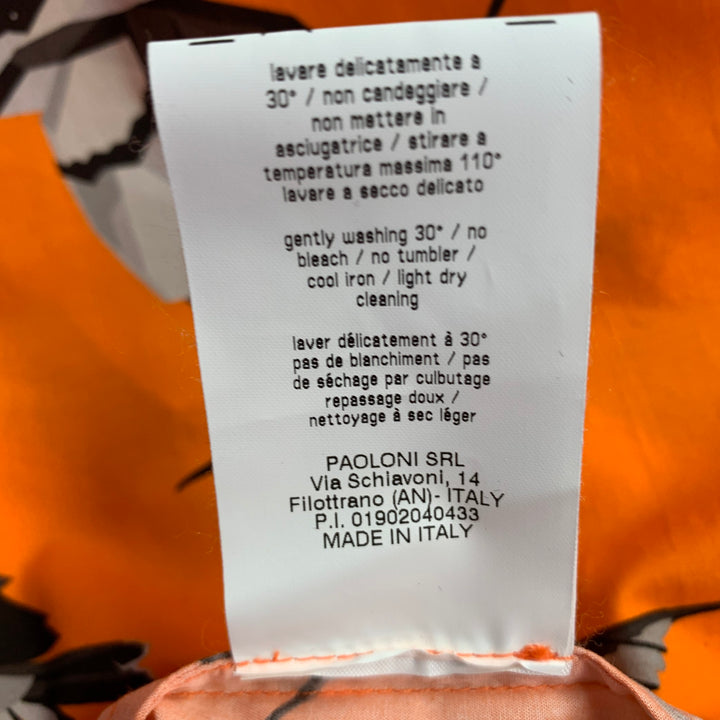 lavare delicatamente a
30° / non candeggiare /
non mettere in
asciugatrice / stirare a
temperatura massima 110°
lavare a secco delicato
gently washing 30° / no
bleach / no tumbler /
cool iron / light dry
cleaning
laver délicatement à 30°
pas de blanchiment / pas
de séchage par culbutage
repassage doux /
nettoyage à sec léger
PAOLONI SRL
Via Schiavoni, 14
Filottrano (AN)- ITALY
P.I. 01902040433
MADE IN ITALY